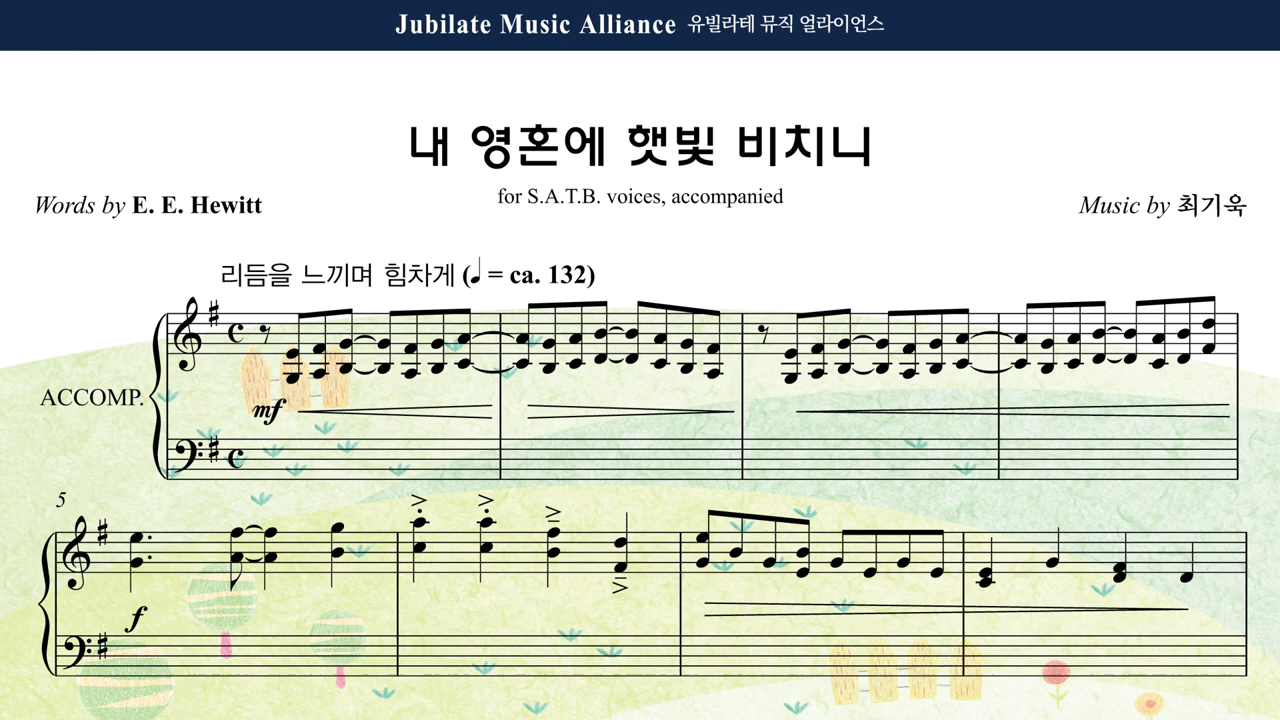 Jubilate Music Alliance 유빌라테 뮤직 얼라이언스
내 영혼에 햇빛 비치니
for S.A.T.B. voices, accompanied
Words by E. E. Hewitt
Music by 최기욱
리듬을 느끼며 힘차게 (♩ = ca. 132)
ACCOMP.
mf
5
f